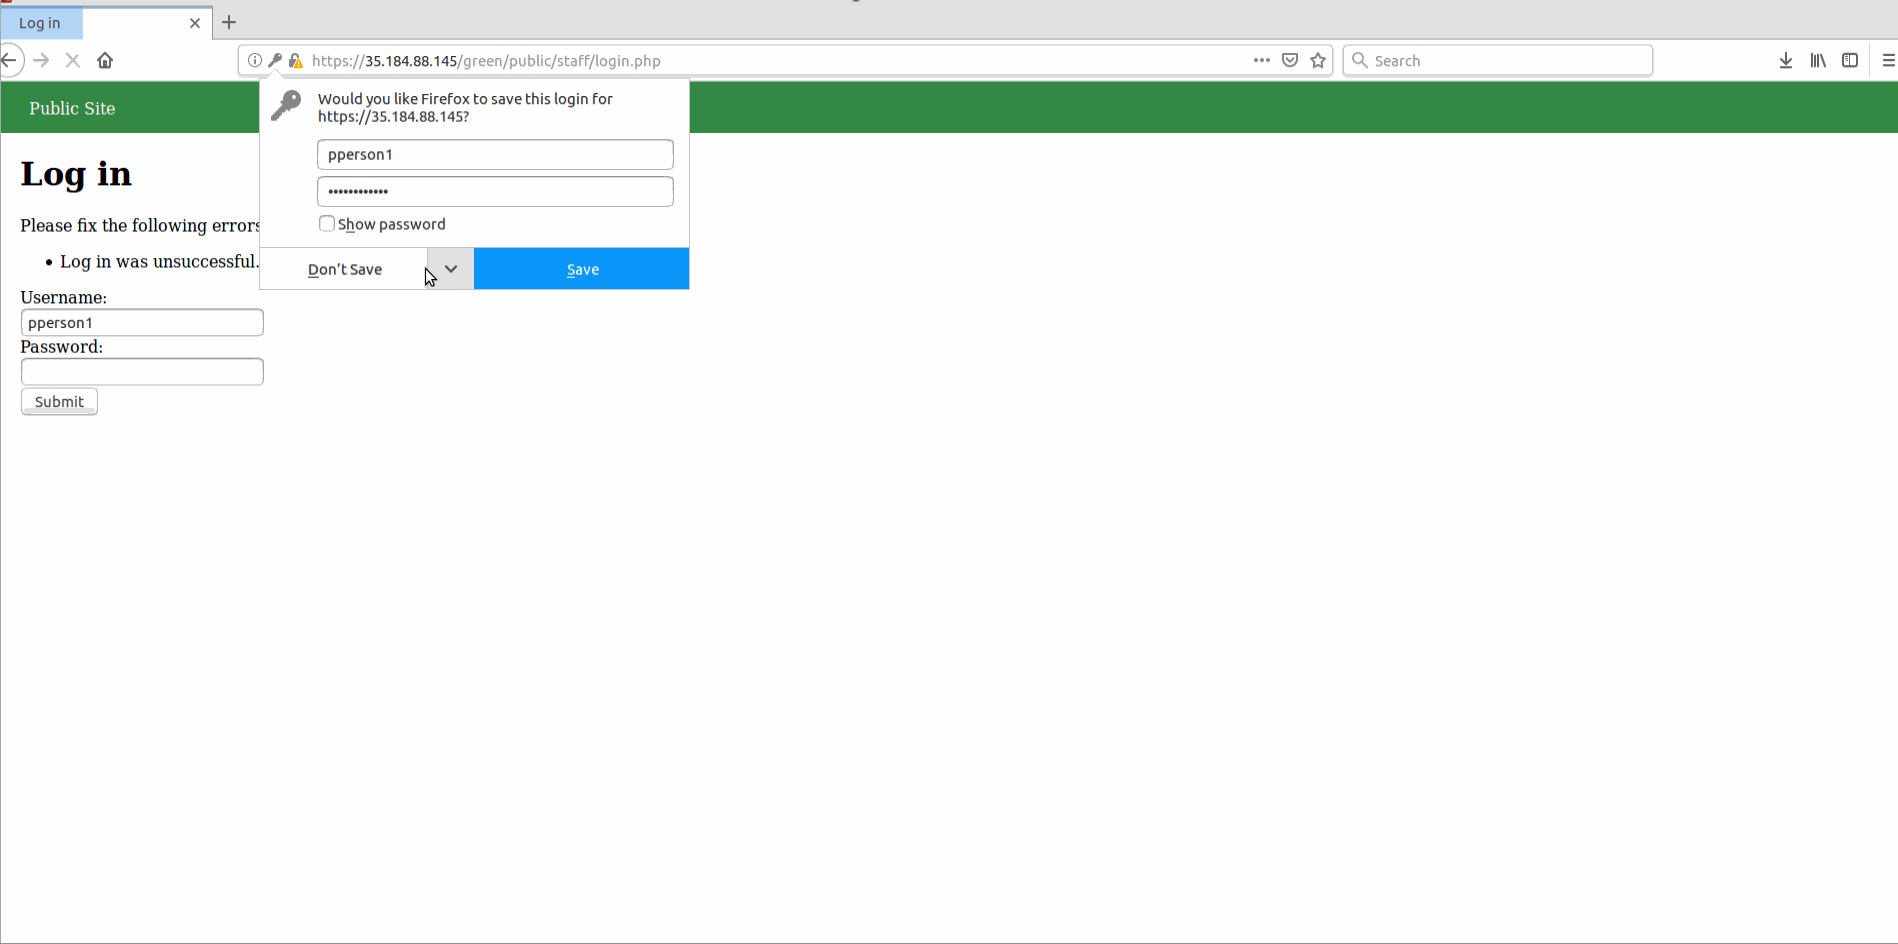 Log in
https://35.184.88.145/green/public/staff/login.php
Search
Public Site
Would you like Firefox to save this login for
https://35.184.88.145?
pperson1
••••••••••••
Show password
Don't Save
Save
Log in
Please fix the following errors
• Log in was unsuccessful.
Username:
pperson1
Password:
Submit